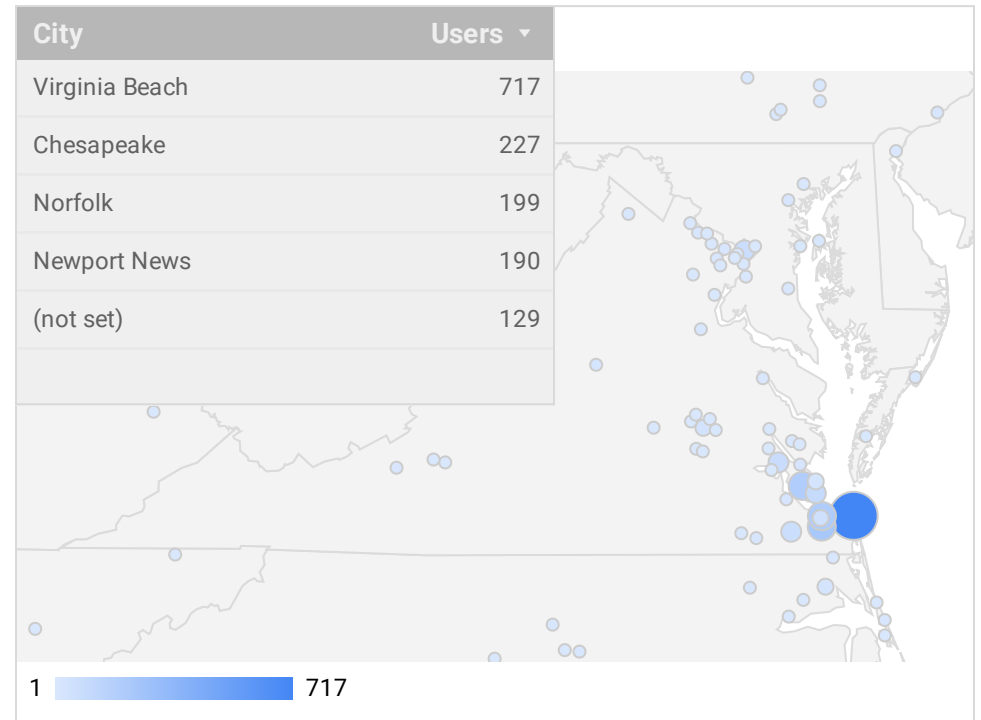 City Users
Virginia Beach 717
Chesapeake 227
Norfolk 199
Newport News 190
(not set) 129
1 717